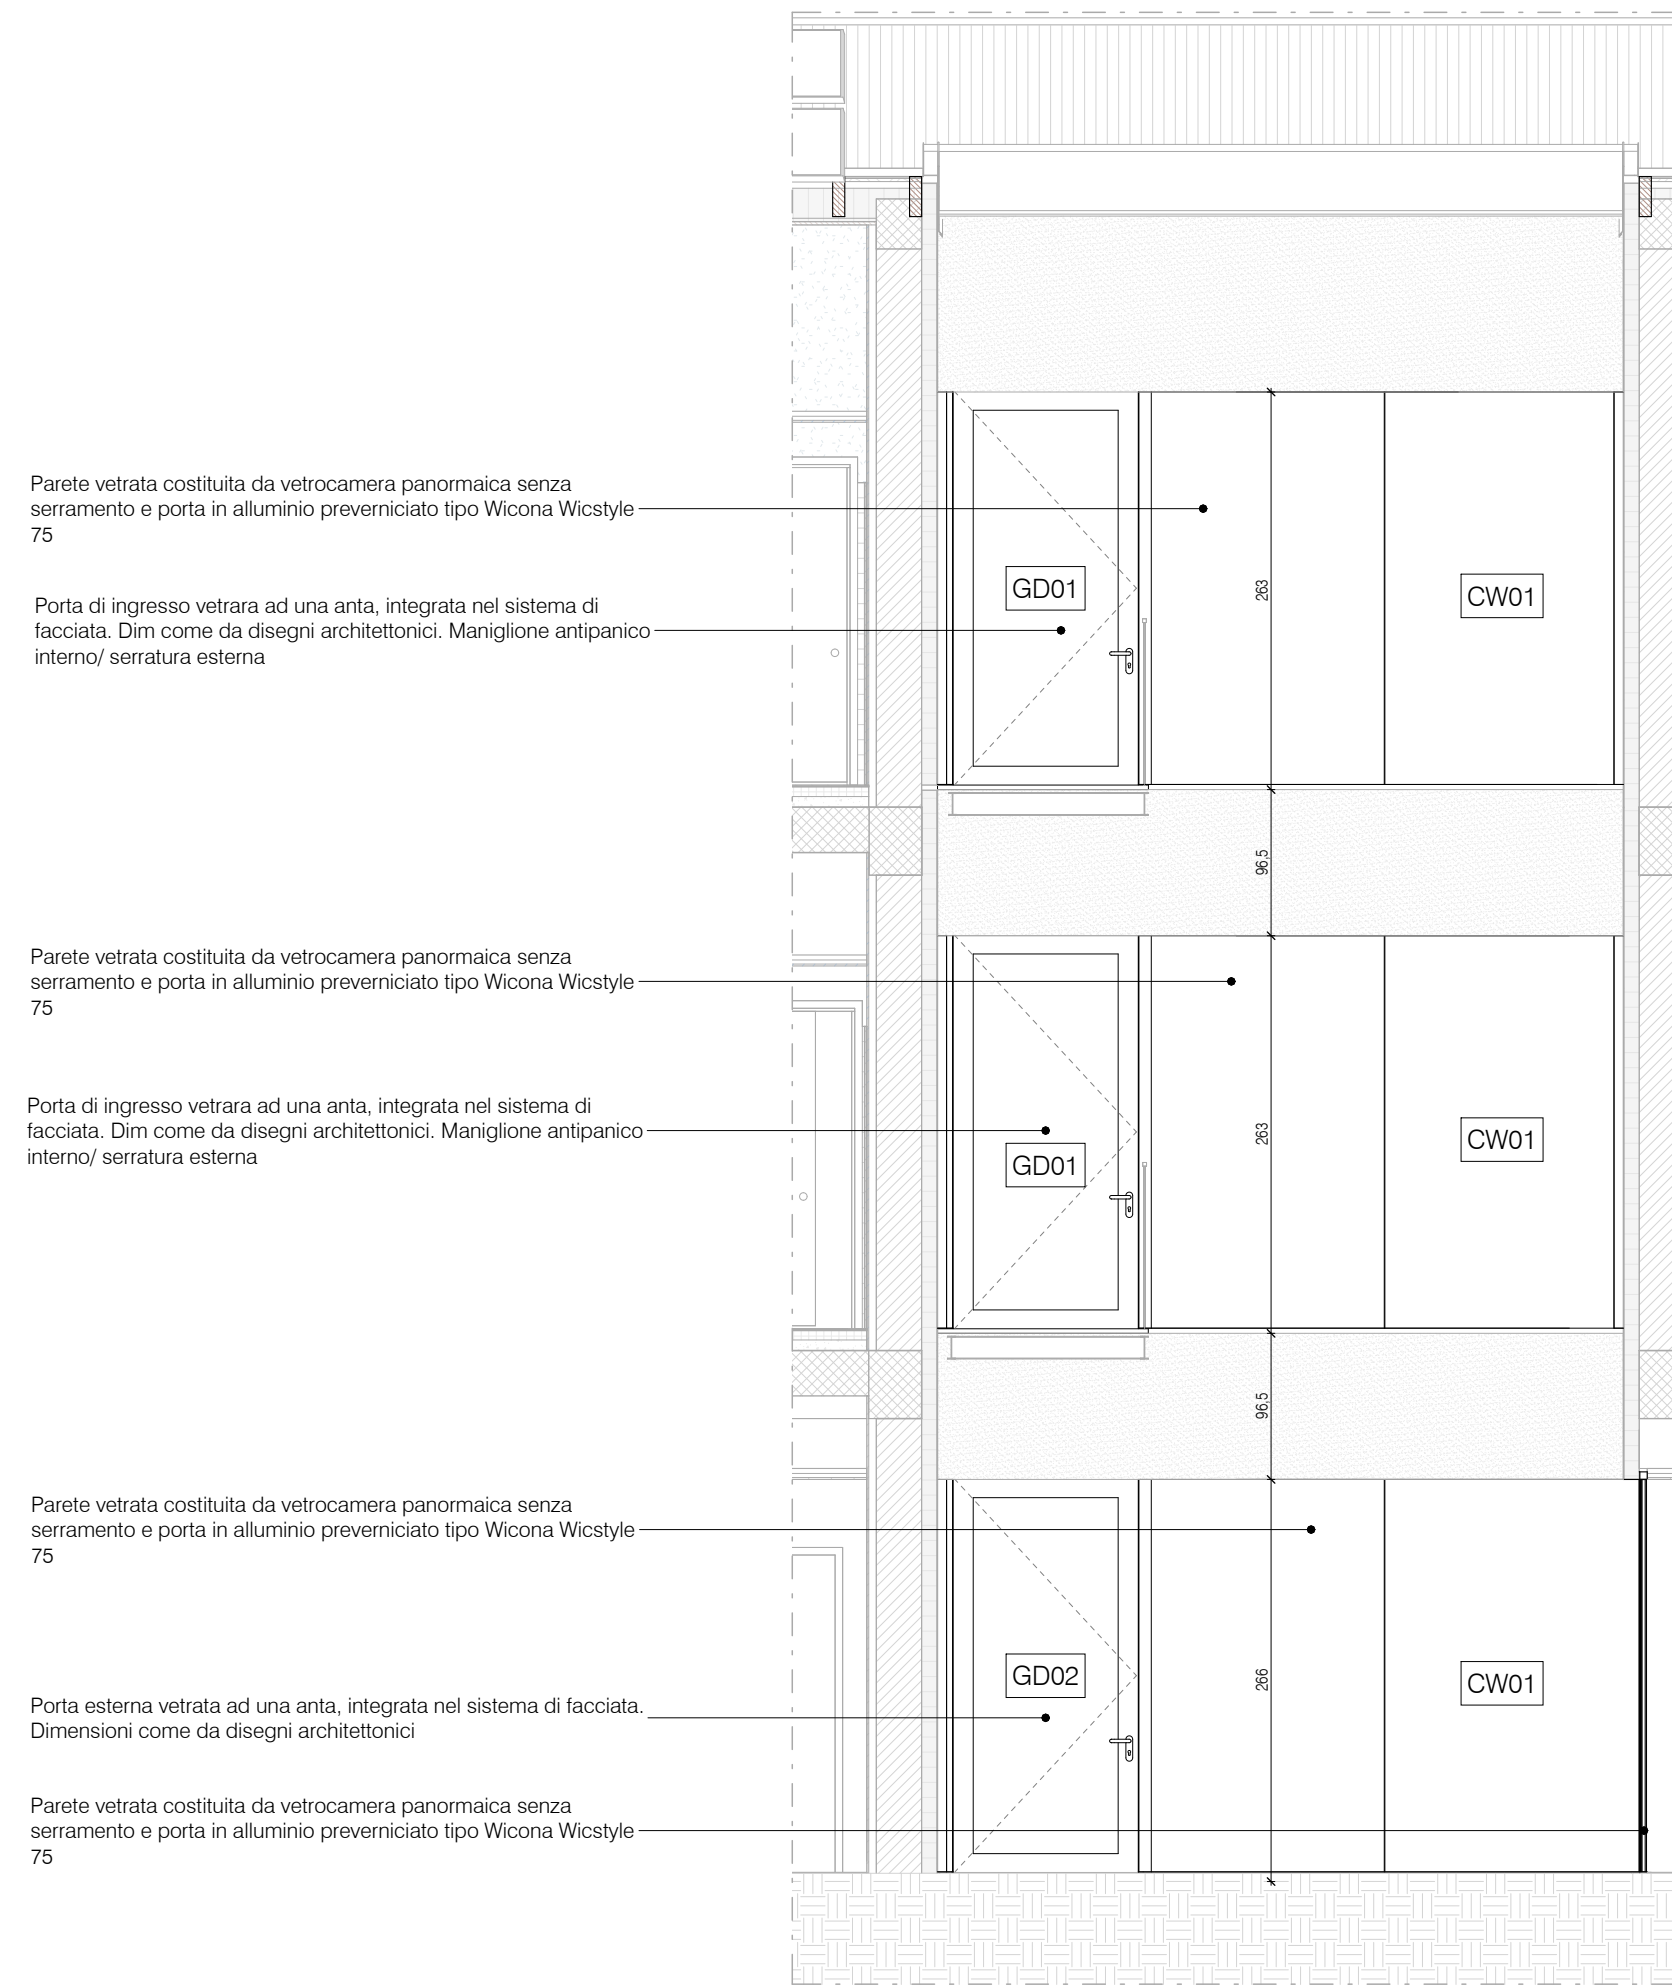 Parete vetrata costituita da vetrocamera panormaica senza
serramento e porta in alluminio preverniciato tipo Wicona Wicstyle
75
Porta di ingresso vetrara ad una anta, integrata nel sistema di
facciata. Dim come da disegni architettonici. Maniglione antipanico
interno/ serratura esterna
GD01
263
CW01
96,5
Parete vetrata costituita da vetrocamera panormaica senza
serramento e porta in alluminio preverniciato tipo Wicona Wicstyle
75
Porta di ingresso vetrara ad una anta, integrata nel sistema di
facciata. Dim come da disegni architettonici. Maniglione antipanico
interno/ serratura esterna
GD01
263
CW01
96,5
Parete vetrata costituita da vetrocamera panormaica senza
serramento e porta in alluminio preverniciato tipo Wicona Wicstyle
75
GD02
266
CW01
Porta esterna vetrata ad una anta, integrata nel sistema di facciata.
Dimensioni come da disegni architettonici
Parete vetrata costituita da vetrocamera panormaica senza
serramento e porta in alluminio preverniciato tipo Wicona Wicstyle
75